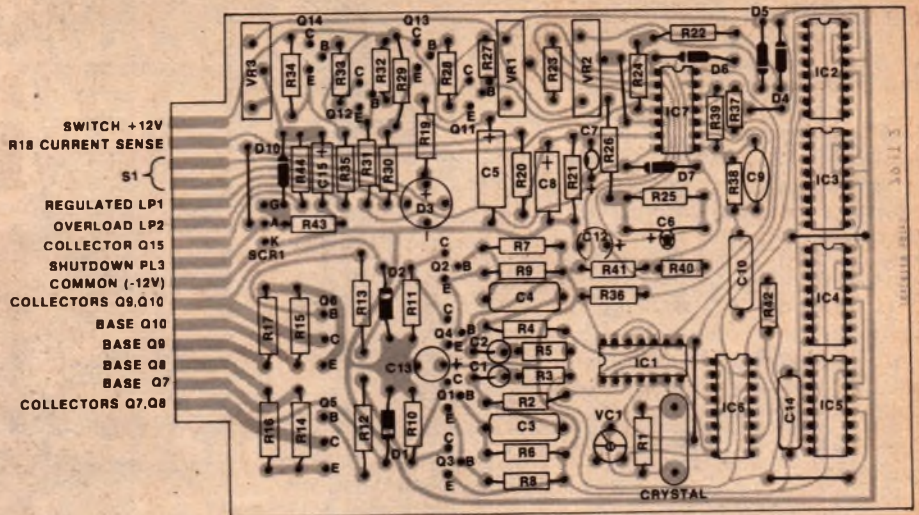 SWITCH +12V
R18 CURRENT SENSE
S1
REGULATED LP1
OVERLOAD LP2
COLLECTOR Q15
SHUTDOWN PL3
COMMON (-12V)
COLLECTORS Q9,Q10
BASE Q10
BASE Q9
BASE Q8
BASE Q7
COLLECTORS Q7,Q8
Q14
Q13
C
B
E
VR3
R34
R33
R32
R29
R28
R27
VR1
R23
VR2
R24
R22
D5
D6
D4
IC2
Q12
Q11
R19
C7
R26
IC7
R39
R37
D10
R44
C15
R35
R31
R30
D3
C5
R20
C8
R21
D7
R38
C9
IC3
G
A
K
R43
SCR1
R25
C6
C12
R7
R9
C4
R41
R40
R36
C10
R42
IC4
D2
Q2
C
B
E
R17
R15
Q6
B
C
E
R13
R11
Q4
B
E
C
C2
R4
R5
C1
R3
C13
IC1
IC6
C14
IC5
R16
R14
Q5
B
C
E
R12
D1
R10
Q1
B
E
C
Q3
B
E
R2
C3
R6
R8
VC1
R1
CRYSTAL